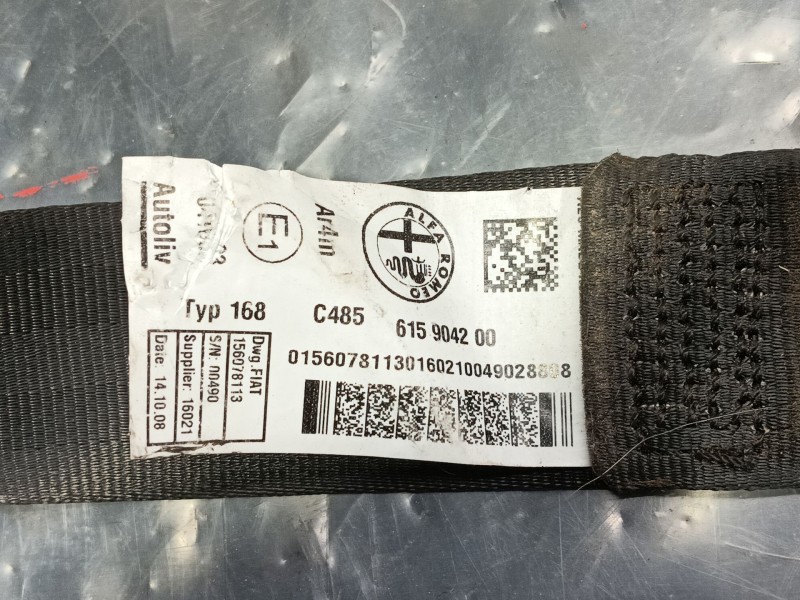 Autoliv
E1
Ar4m
ALFA ROMEO
Typ 168
C485
615 9042 00
Dwg.FIAT
156078113
S/N: 00490
Supplier: 16021
Date: 14.10.08